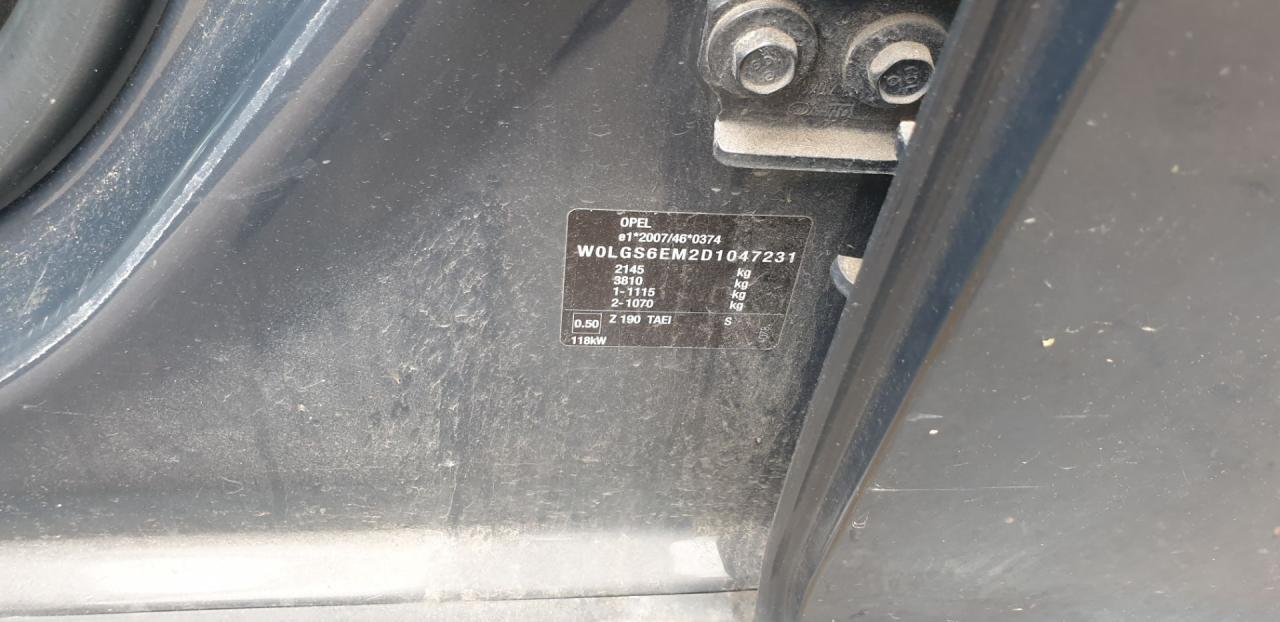 OPEL
e1*2007/46*0374
W0LGS6EM2D1047231
2145 kg
3810 kg
1-1115 kg
2-1070 kg
0.50 Z 190 TAEI S
118kW